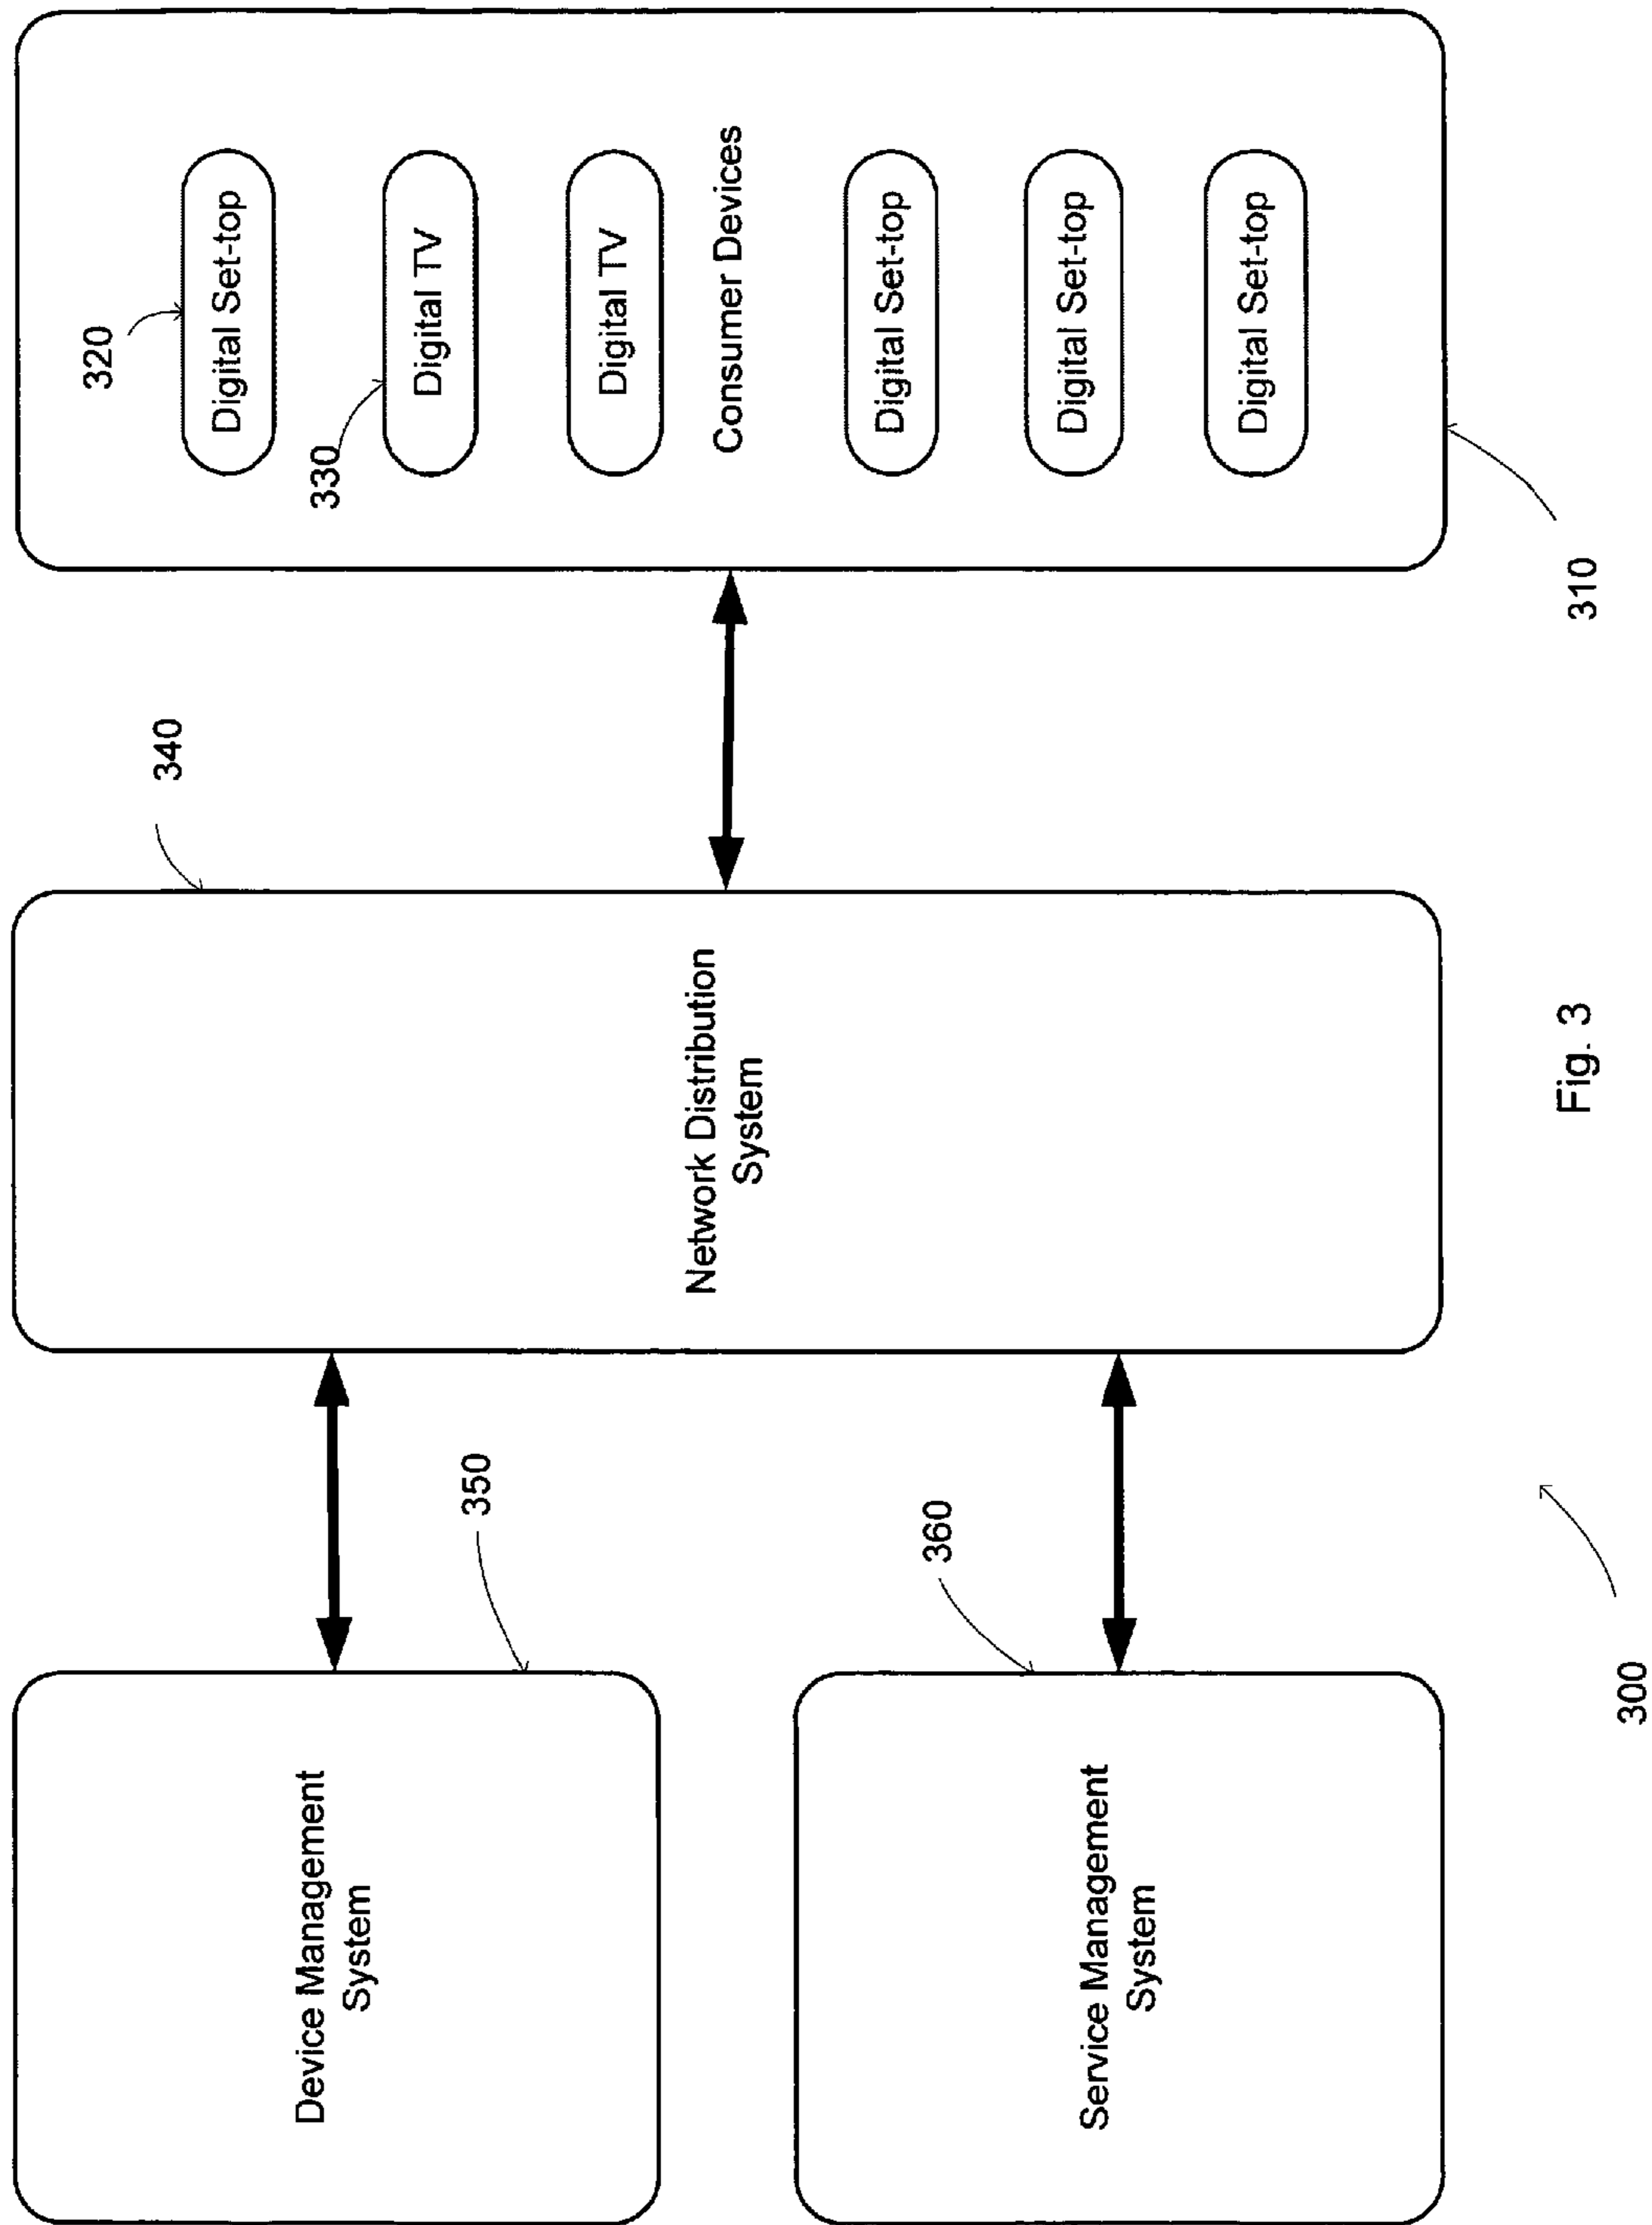 Device Management
System
350
Service Management
System
360
Network Distribution
System
340
320
Digital Set-top
330
Digital TV
Digital TV
Consumer Devices
Digital Set-top
Digital Set-top
Digital Set-top
310
300
Fig. 3